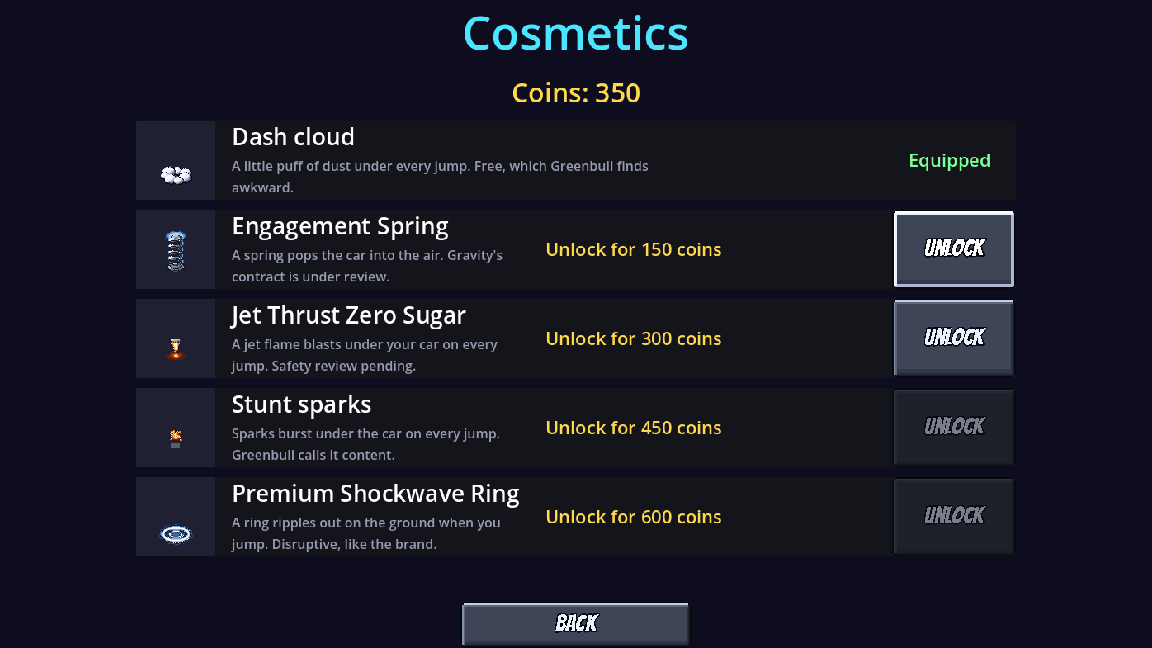 Cosmetics
Coins: 350
Dash cloud
A little puff of dust under every jump. Free, which Greenbull finds
awkward.
Equipped
Engagement Spring
A spring pops the car into the air. Gravity's
contract is under review.
Unlock for 150 coins
UNLOCK
Jet Thrust Zero Sugar
A jet flame blasts under your car on every
jump. Safety review pending.
Unlock for 300 coins
UNLOCK
Stunt sparks
Sparks burst under the car on every jump.
Greenbull calls it content.
Unlock for 450 coins
UNLOCK
Premium Shockwave Ring
A ring ripples out on the ground when you
jump. Disruptive, like the brand.
Unlock for 600 coins
UNLOCK
BACK